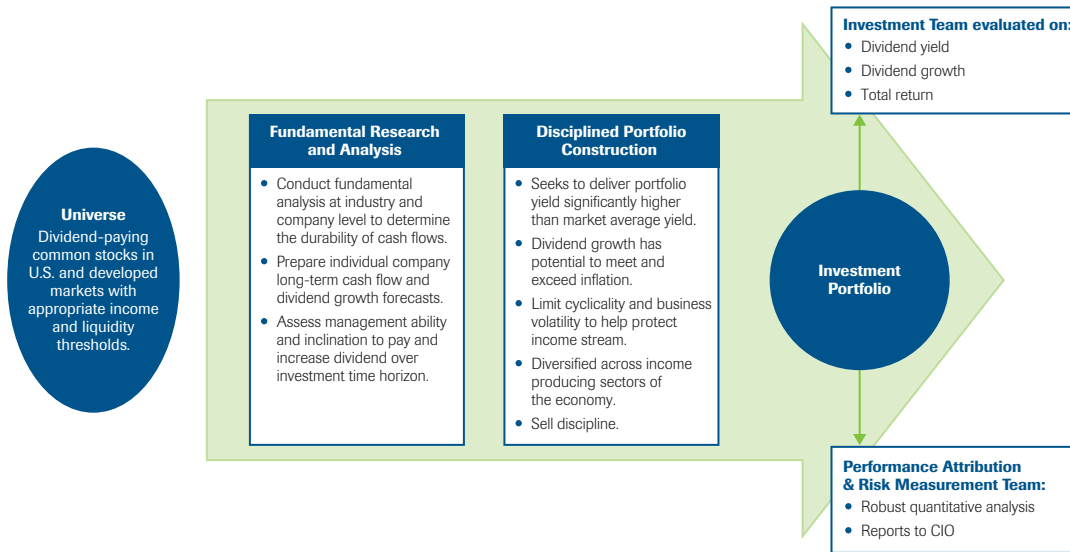 Universe
Dividend-paying
common stocks in
U.S. and developed
markets with
appropriate income
and liquidity
thresholds.
Fundamental Research
and Analysis
• Conduct fundamental
analysis at industry and
company level to determine
the durability of cash flows.
• Prepare individual company
long-term cash flow and
dividend growth forecasts.
• Assess management ability
and inclination to pay and
increase dividend over
investment time horizon.
Disciplined Portfolio
Construction
• Seeks to deliver portfolio
yield significantly higher
than market average yield.
• Dividend growth has
potential to meet and
exceed inflation.
• Limit cyclicality and business
volatility to help protect
income stream.
• Diversified across income
producing sectors of
the economy.
• Sell discipline.
Investment Team evaluated on:
• Dividend yield
• Dividend growth
• Total return
Investment
Portfolio
Performance Attribution
& Risk Measurement Team:
• Robust quantitative analysis
• Reports to CIO